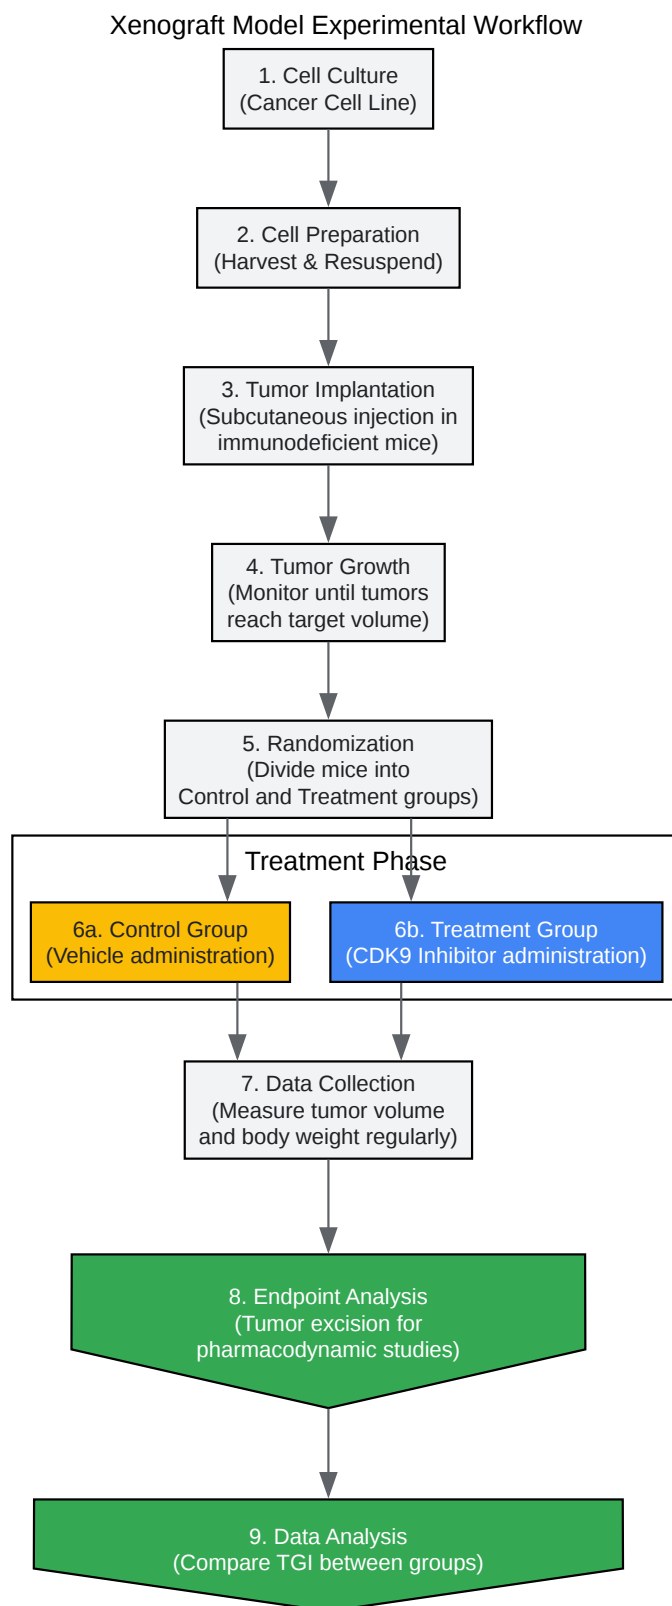 Xenograft Model Experimental Workflow
1. Cell Culture
(Cancer Cell Line)
2. Cell Preparation
(Harvest & Resuspend)
3. Tumor Implantation
(Subcutaneous injection in
immunodeficient mice)
4. Tumor Growth
(Monitor until tumors
reach target volume)
5. Randomization
(Divide mice into
Control and Treatment groups)
Treatment Phase
6a. Control Group
(Vehicle administration)
6b. Treatment Group
(CDK9 Inhibitor administration)
7. Data Collection
(Measure tumor volume
and body weight regularly)
8. Endpoint Analysis
(Tumor excision for
pharmacodynamic studies)
9. Data Analysis
(Compare TGI between groups)